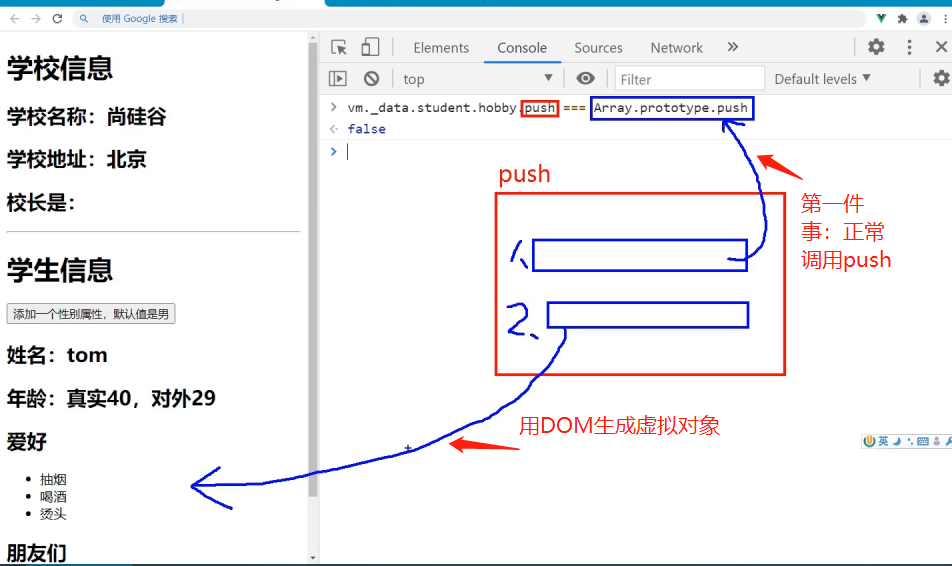 使用 Google 搜索
Elements Console Sources Network »
top Filter Default levels
学校信息
学校名称：尚硅谷
学校地址：北京
校长是：
学生信息
添加一个性别属性，默认值是男
姓名：tom
年龄：真实40，对外29
爱好
抽烟
喝酒
烫头
朋友们
> vm._data.student.hobby.push === Array.prototype.push
false
>
push
1、
2、
第一件
事：正常
调用push
用DOM生成虚拟对象
英